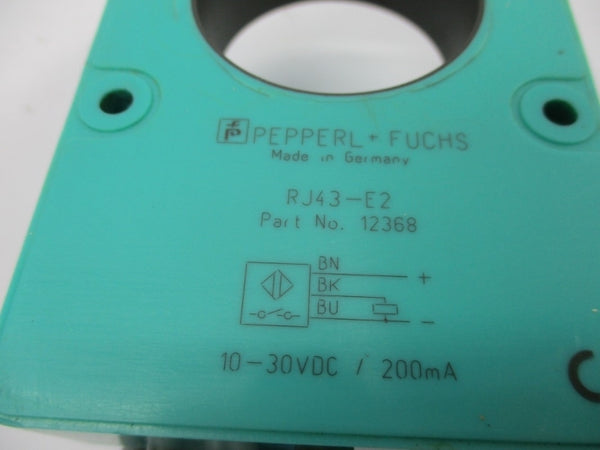 PEPPERL + FUCHS
Made in Germany
RJ43-E2
Part No. 12368
BN +
BK
BU -
10-30VDC / 200mA